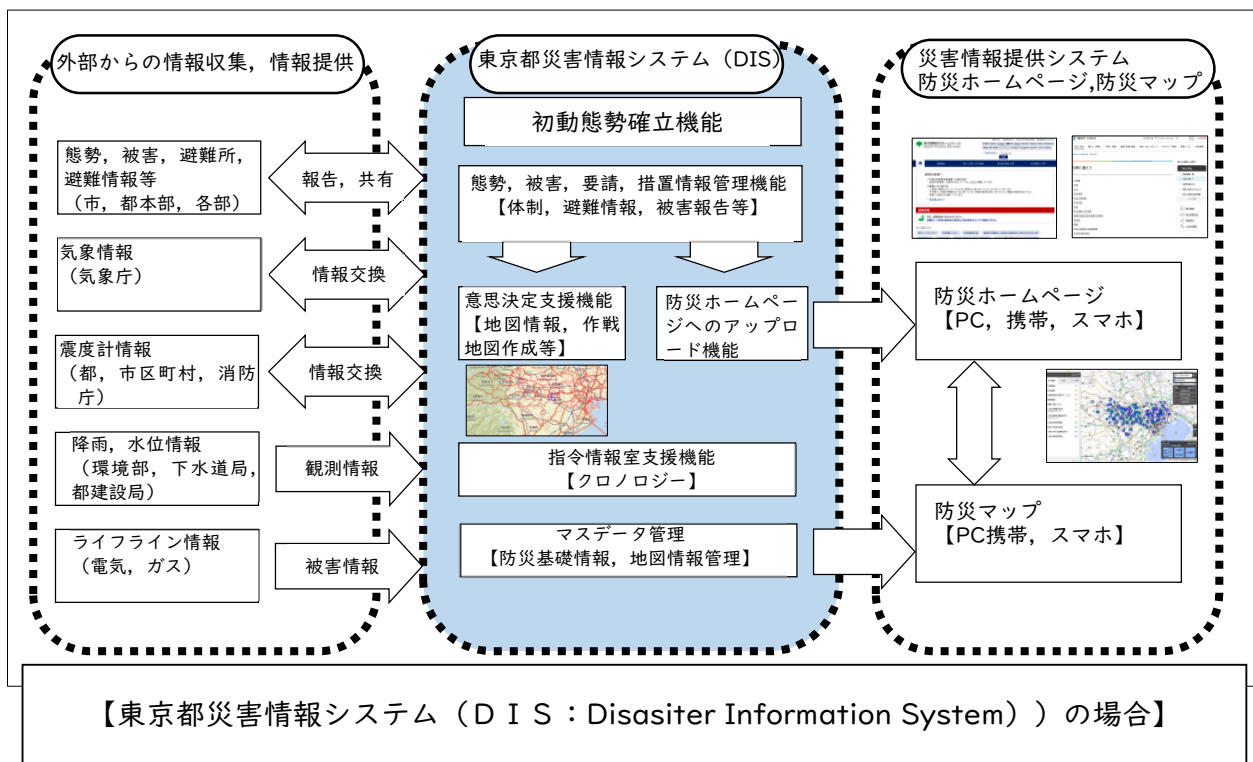 外部からの情報収集，情報提供
態勢，被害，避難所，
避難情報等
（市，都本部，各部）
報告，共有
気象情報
（気象庁）
情報交換
震度計情報
（都，市区町村，消防
庁）
情報交換
降雨，水位情報
（環境部，下水道局，
都建設局）
観測情報
ライフライン情報
（電気，ガス）
被害情報
東京都災害情報システム（DIS）
初動態勢確立機能
態勢，被害，要請，措置情報管理機能
【体制，避難情報，被害報告等】
意思決定支援機能
【地図情報，作戦
地図作成等】
防災ホームペー
ジへのアップロ
ード機能
指令情報室支援機能
【クロノロジー】
マスデータ管理
【防災基礎情報，地図情報管理】
災害情報提供システム
防災ホームページ,防災マップ
防災ホームページ
【PC，携帯，スマホ】
防災マップ
【PC携帯，スマホ】
【東京都災害情報システム（ＤＩＳ：Disasiter Information System））の場合】